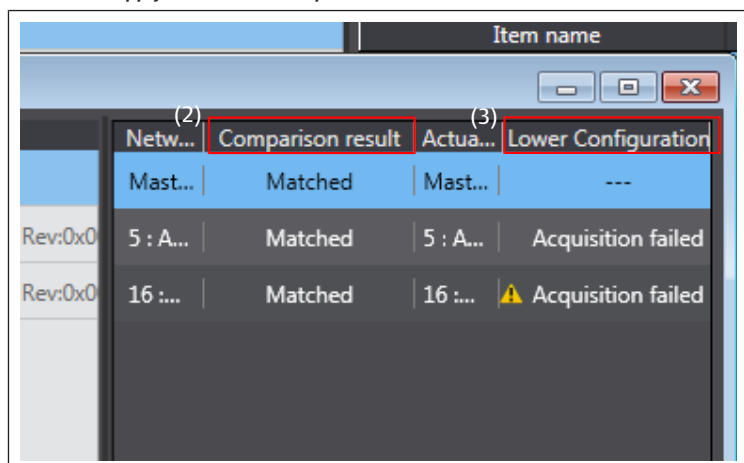 Item name
(2) (3)
Netw... Comparison result Actua... Lower Configuration
Mast... Matched Mast... ---
Rev:0x0 5 : A... Matched 5 : A... Acquisition failed
Rev:0x0 16 :... Matched 16 :... Acquisition failed